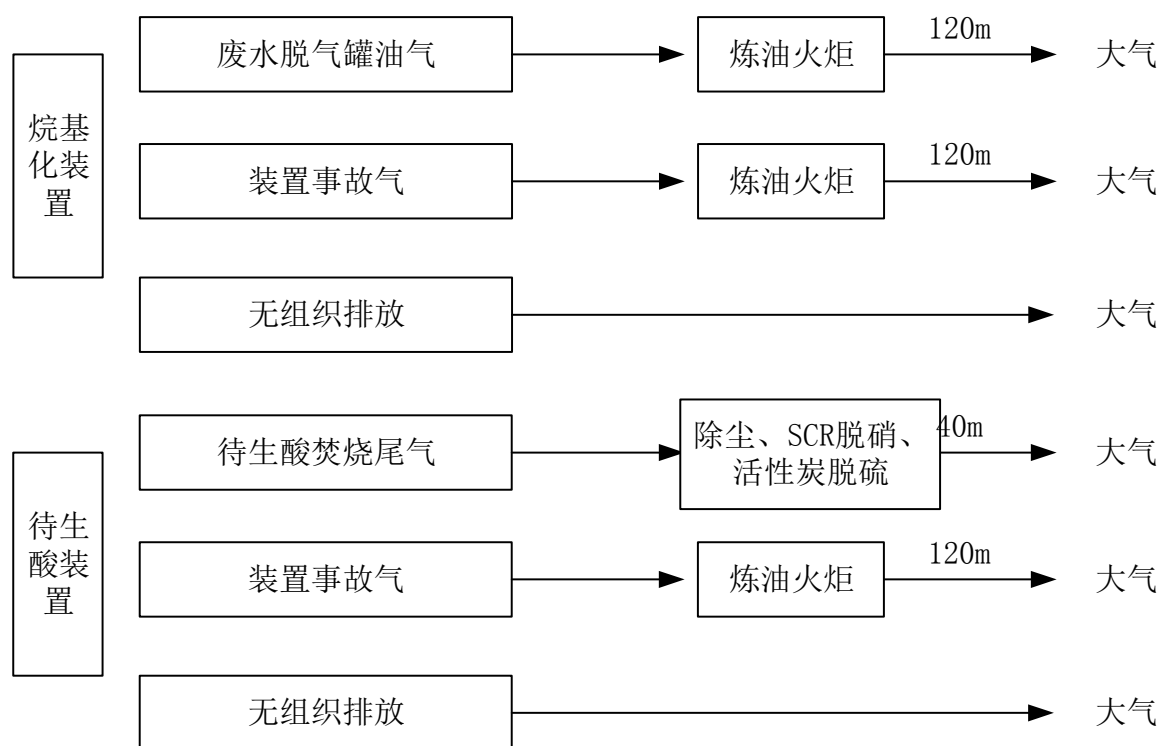 烷基
化装
置
废水脱气罐油气
炼油火炬
120m
大气
装置事故气
炼油火炬
120m
大气
无组织排放
大气
待生
酸装
置
待生酸焚烧尾气
除尘、SCR脱硝、
活性炭脱硫
40m
大气
装置事故气
炼油火炬
120m
大气
无组织排放
大气